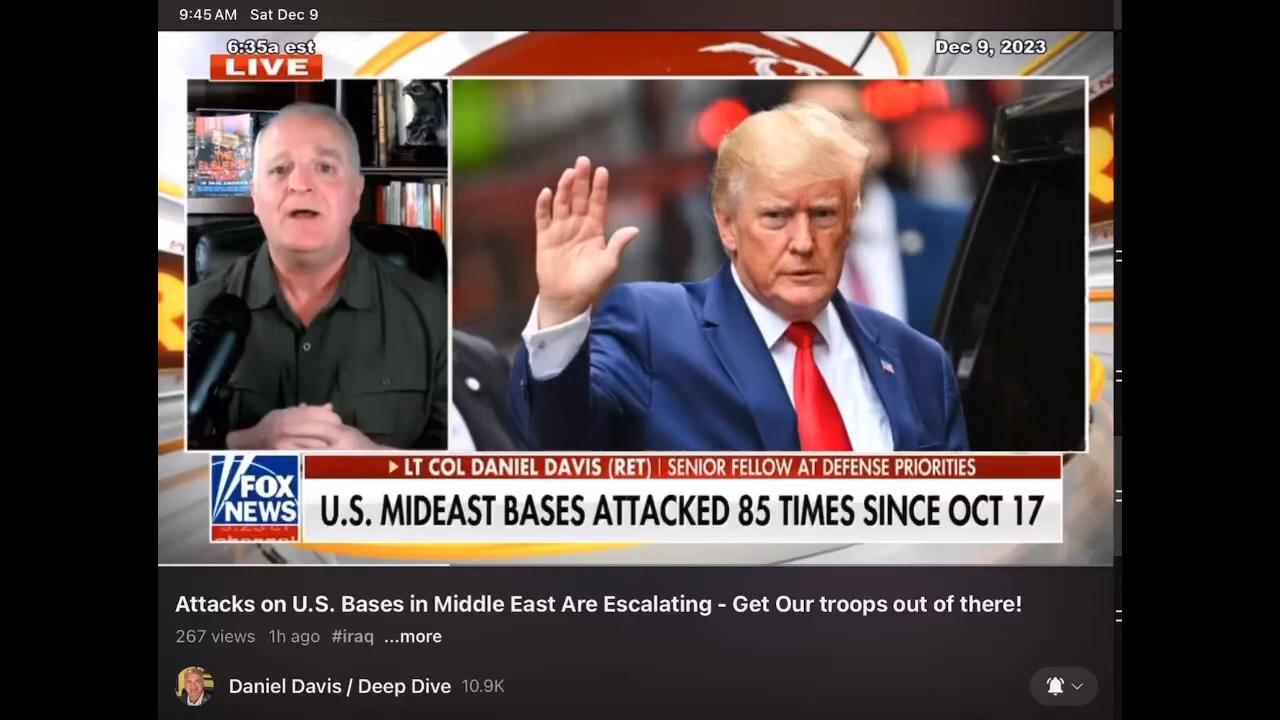 9:45 AM Sat Dec 9
6:35a est
LIVE
Dec 9, 2023
THE
▶ LT COL DANIEL DAVIS (RET) | SENIOR FELLOW AT DEFENSE PRIORITIES
FOX
NEWS
channel
U.S. MIDEAST BASES ATTACKED 85 TIMES SINCE OCT 17
Attacks on U.S. Bases in Middle East Are Escalating - Get Our troops out of there!
267 views 1h ago #iraq ...more
Daniel Davis / Deep Dive 10.9K